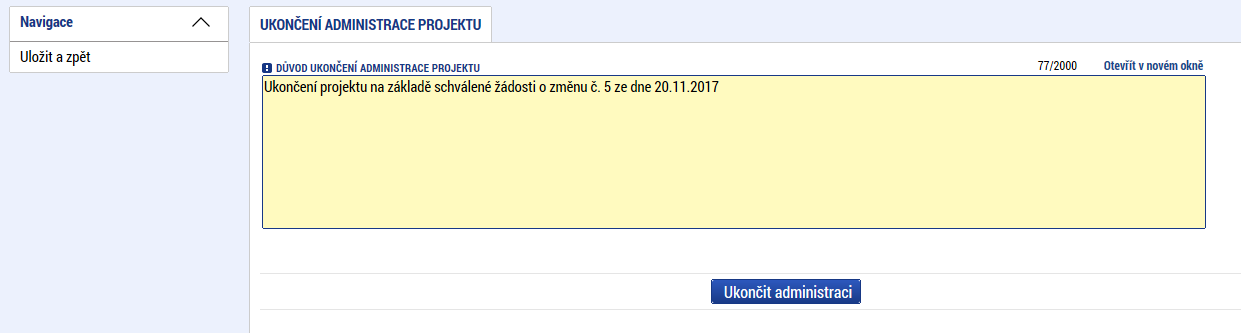 Navigace
Uložit a zpět
UKONČENÍ ADMINISTRACE PROJEKTU
DŮVOD UKONČENÍ ADMINISTRACE PROJEKTU 77/2000 Otevřít v novém okně
Ukončení projektu na základě schválené žádosti o změnu č. 5 ze dne 20.11.2017
Ukončit administraci